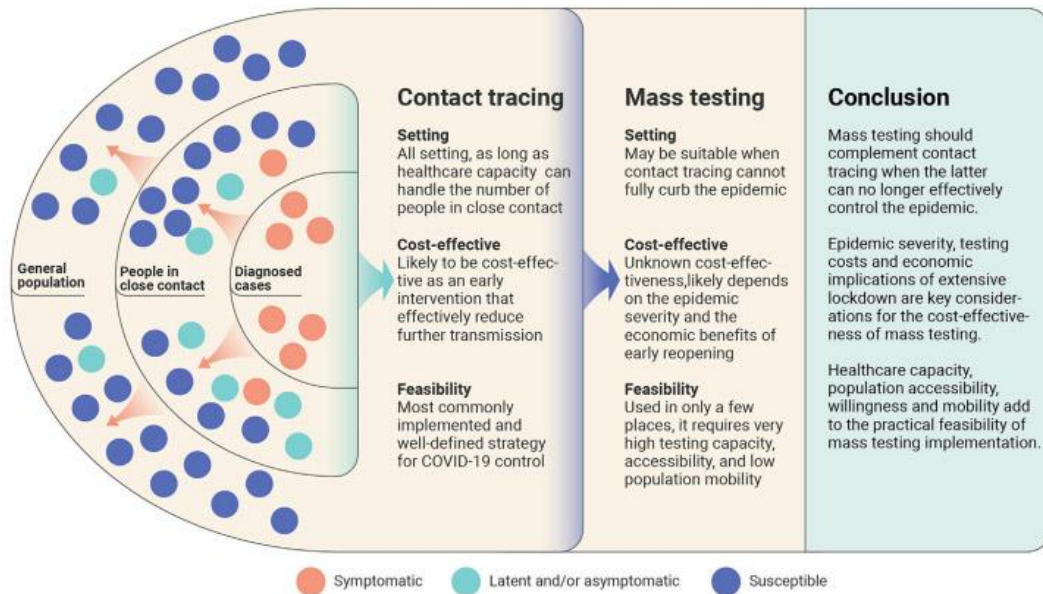 General
population
People in
close contact
Diagnosed
cases
Contact tracing
Setting
All setting, as long as
healthcare capacity can
handle the number of
people in close contact
Cost-effective
Likely to be cost-effec-
tive as an early
intervention that
effectively reduce
further transmission
Feasibility
Most commonly
implemented and
well-defined strategy
for COVID-19 control
Mass testing
Setting
May be suitable when
contact tracing cannot
fully curb the epidemic
Cost-effective
Unknown cost-effec-
tiveness,likely depends
on the epidemic
severity and the
economic benefits of
early reopening
Feasibility
Used in only a few
places, it requires very
high testing capacity,
accessibility, and low
population mobility
Conclusion
Mass testing should
complement contact
tracing when the latter
can no longer effectively
control the epidemic.
Epidemic severity, testing
costs and economic
implications of extensive
lockdown are key consider-
ations for the cost-effective-
ness of mass testing.
Healthcare capacity,
population accessibility,
willingness and mobility add
to the practical feasibility of
mass testing implementation.
Symptomatic
Latent and/or asymptomatic
Susceptible